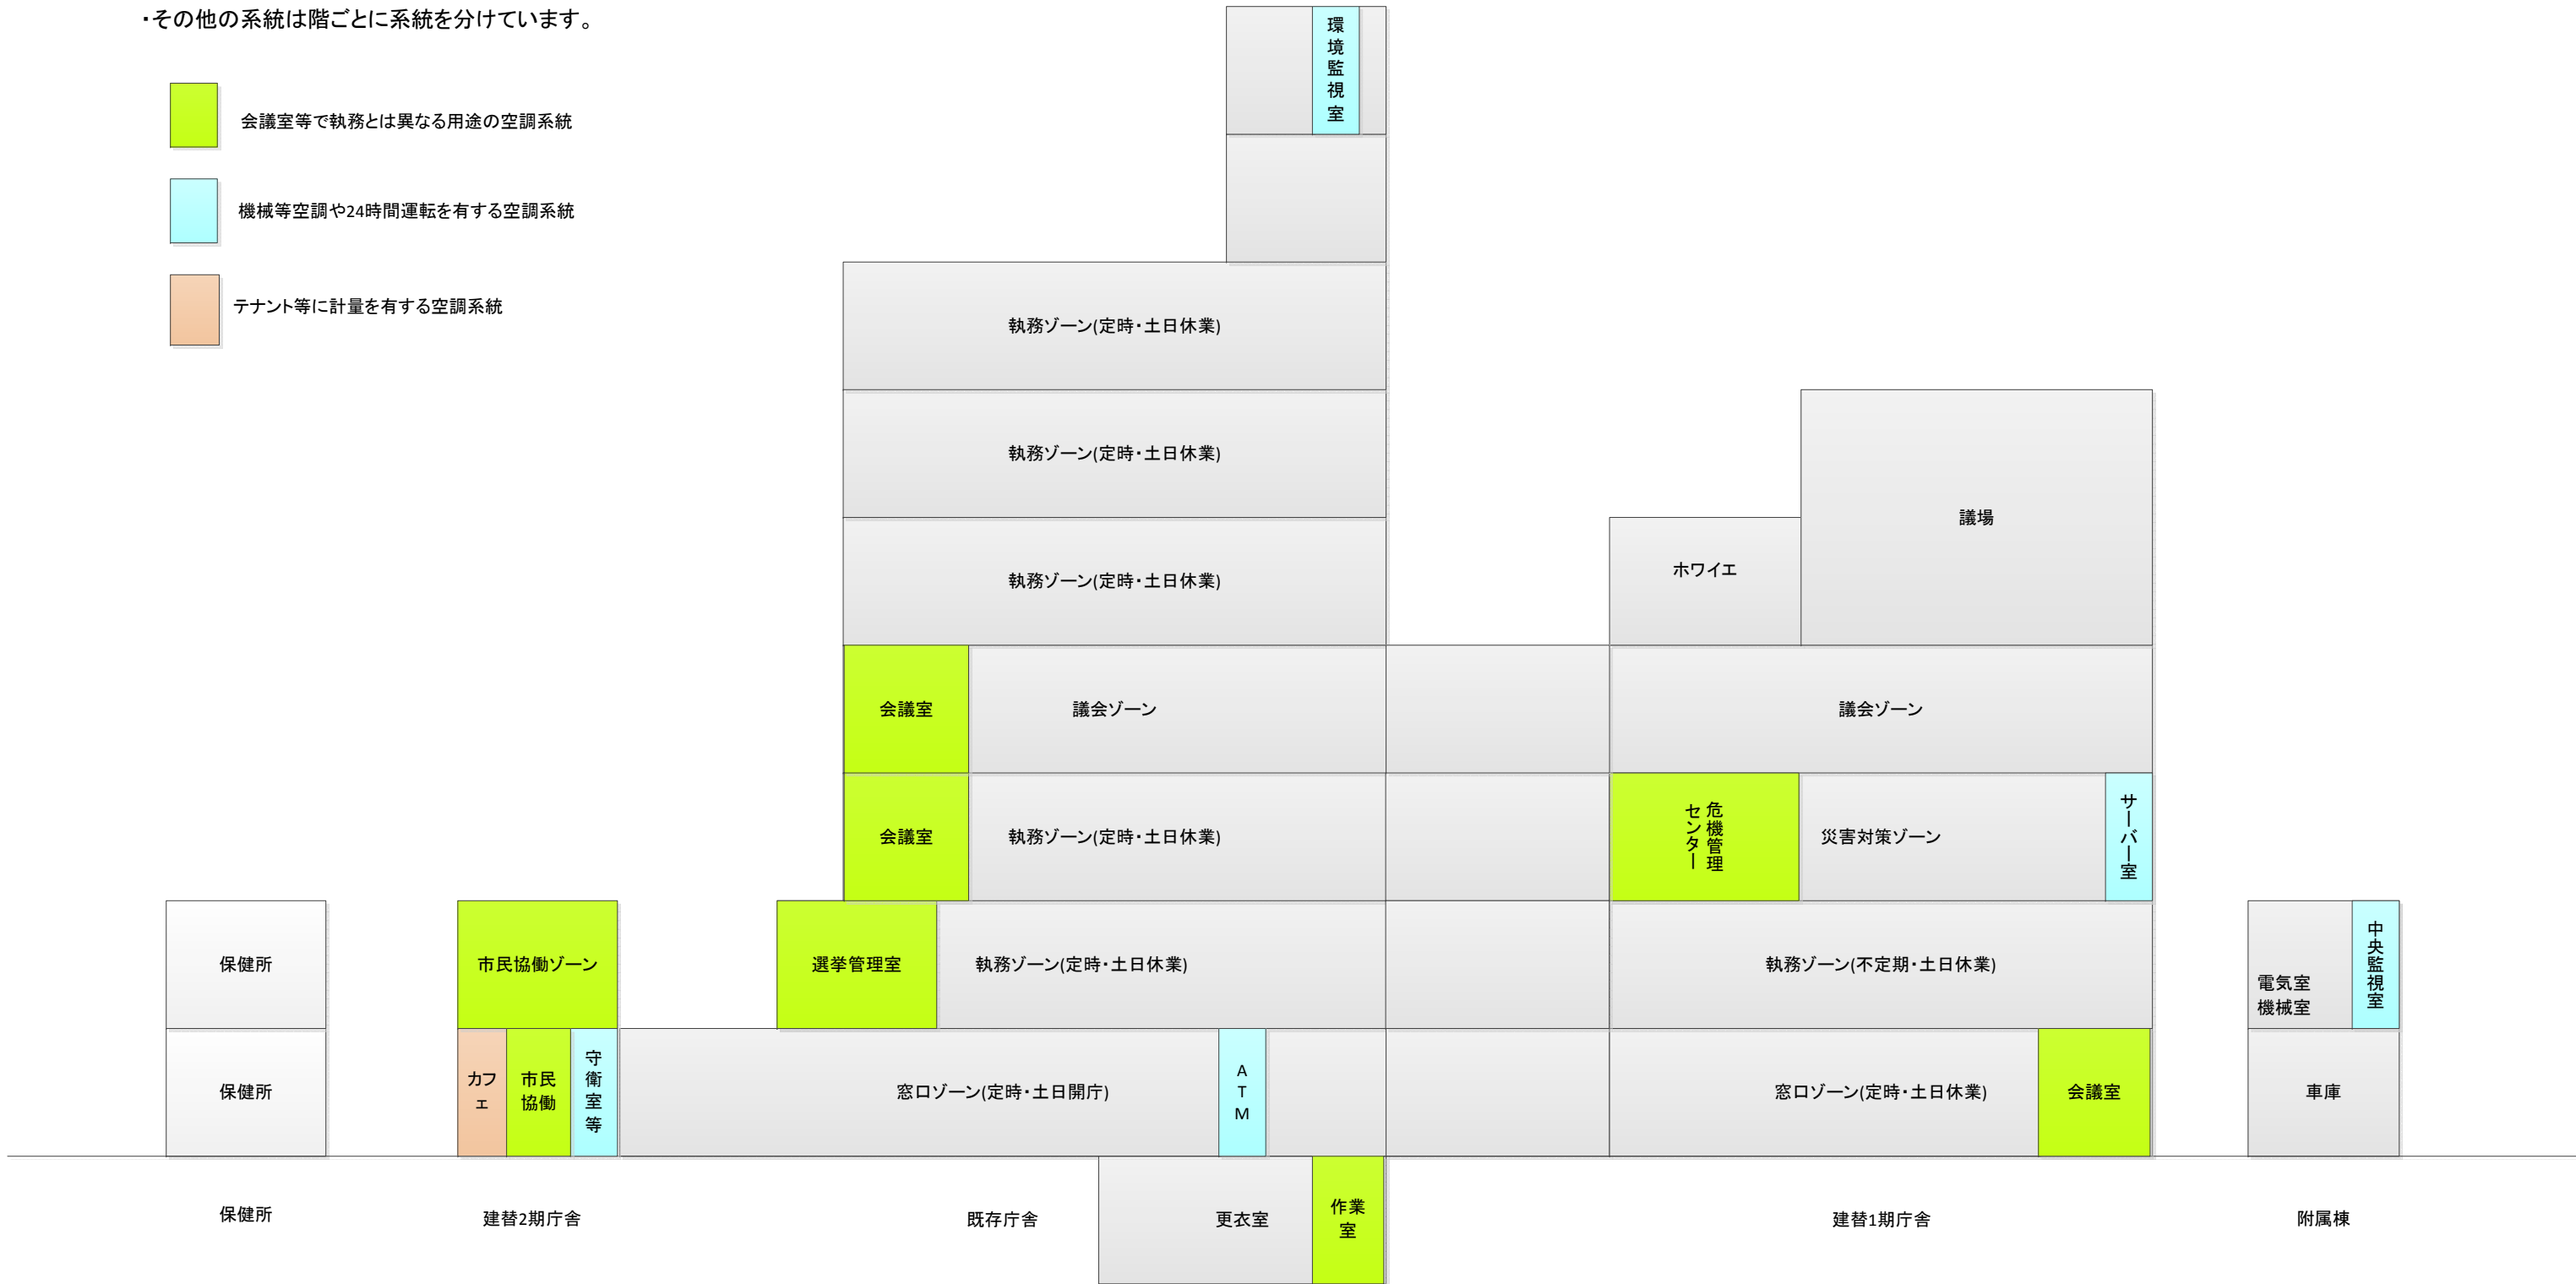 ・その他の系統は階ごとに系統を分けています。
会議室等で執務とは異なる用途の空調系統
機械等空調や24時間運転を有する空調系統
テナント等に計量を有する空調系統
環境監視室
執務ゾーン(定時・土日休業)
執務ゾーン(定時・土日休業)
執務ゾーン(定時・土日休業)
ホワイエ
議場
会議室
議会ゾーン
議会ゾーン
会議室
執務ゾーン(定時・土日休業)
危機管理
センター
災害対策ゾーン
サーバー室
保健所
市民協働ゾーン
選挙管理室
執務ゾーン(定時・土日休業)
執務ゾーン(不定期・土日休業)
電気室
機械室
中央監視室
保健所
カフ
ェ
市民
協働
守衛室等
窓口ゾーン(定時・土日開庁)
ATM
窓口ゾーン(定時・土日休業)
会議室
車庫
保健所
建替2期庁舎
既存庁舎
更衣室
作業
室
建替1期庁舎
附属棟